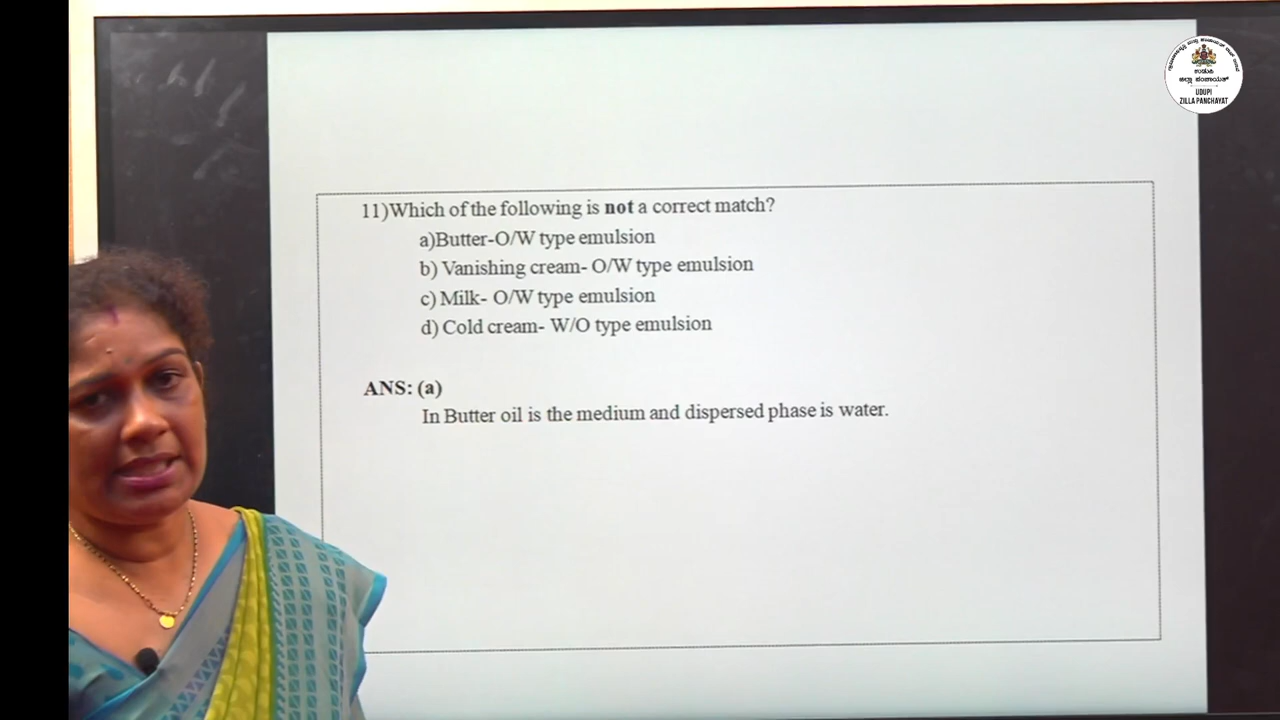 11)Which of the following is not a correct match?
a)Butter-O/W type emulsion
b) Vanishing cream- O/W type emulsion
c) Milk- O/W type emulsion
d) Cold cream- W/O type emulsion
ANS: (a)
In Butter oil is the medium and dispersed phase is water.
ಉಡುಪಿ
ಜಿಲ್ಲಾ ಪಂಚಾಯತ್
UDUPI
ZILLA PANCHAYAT